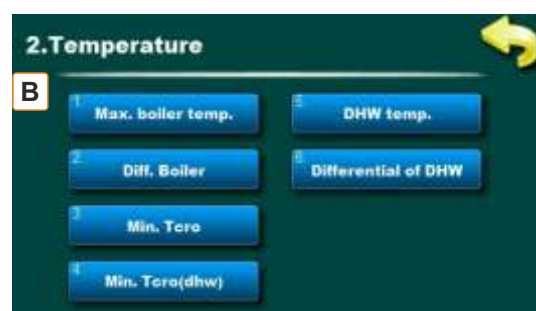 2.Temperature
B
1 Max. boiler temp.
2 Diff. Boiler
3 Min. Tcro
4 Min. Tcro(dhw)
5 DHW temp.
6 Differential of DHW